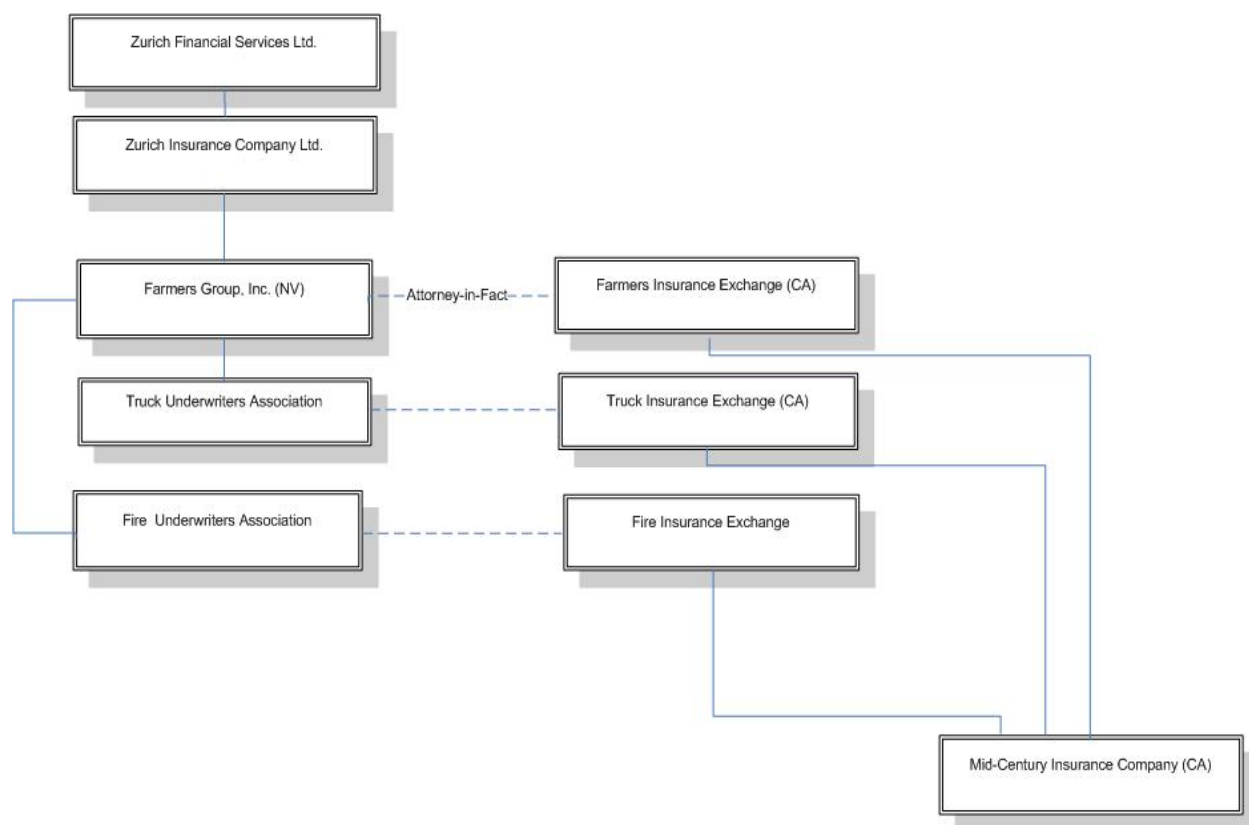 Zurich Financial Services Ltd.
Zurich Insurance Company Ltd.
Farmers Group, Inc. (NV)
Attorney-in-Fact
Farmers Insurance Exchange (CA)
Truck Underwriters Association
Truck Insurance Exchange (CA)
Fire Underwriters Association
Fire Insurance Exchange
Mid-Century Insurance Company (CA)